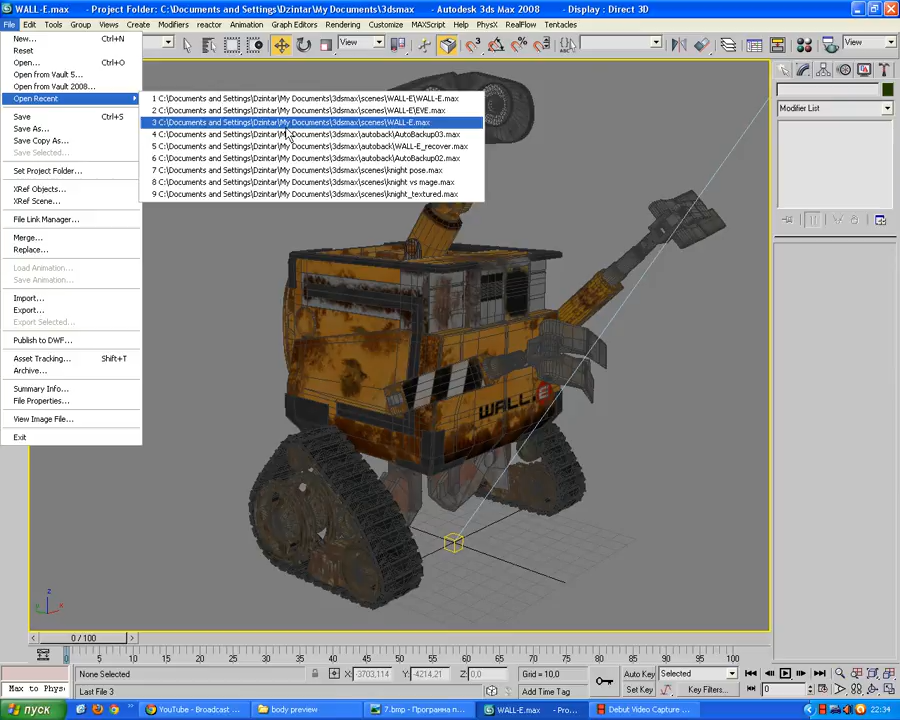 WALL-E.max - Project Folder: C:\Documents and Settings\Dzintar\My Documents\3dsmax - Autodesk 3ds Max 2008 - Display : Direct 3D
File Edit Tools Group Views Create Modifiers reactor Animation Graph Editors Rendering Customize MAXScript Help PhysX RealFlow Tentacles
New... Ctrl+N
View
View
Reset
Open... Ctrl+O
Open from Vault 5...
Open from Vault 2008...
Open Recent
1 C:\Documents and Settings\Dzintar\My Documents\3dsmax\scenes\WALL-E\WALL-E.max
2 C:\Documents and Settings\Dzintar\My Documents\3dsmax\scenes\WALL-E\EVE.max
3 C:\Documents and Settings\Dzintar\My Documents\3dsmax\scenes\WALL-E.max
4 C:\Documents and Settings\Dzintar\My Documents\3dsmax\autoback\AutoBackup03.max
5 C:\Documents and Settings\Dzintar\My Documents\3dsmax\autoback\WALL-E_recover.max
6 C:\Documents and Settings\Dzintar\My Documents\3dsmax\autoback\AutoBackup02.max
7 C:\Documents and Settings\Dzintar\My Documents\3dsmax\scenes\knight pose.max
8 C:\Documents and Settings\Dzintar\My Documents\3dsmax\scenes\knight vs mage.max
9 C:\Documents and Settings\Dzintar\My Documents\3dsmax\scenes\knight_textured.max
Modifier List
Save Ctrl+S
Save As...
Save Copy As...
Save Selected...
Set Project Folder...
XRef Objects...
XRef Scene...
File Link Manager...
Merge...
Replace...
Load Animation...
Save Animation...
Import...
Export...
Export Selected...
Publish to DWF...
Asset Tracking... Shift+T
Archive...
Summary Info...
File Properties...
View Image File...
Exit
WALL•E
z
x
0 / 100
0 5 10 15 20 25 30 35 40 45 50 55 60 65 70 75 80 85 90 95 100
None Selected
X: -3703,114 Y: -4214,21 Z: 0,0 Grid = 10,0
Auto Key Selected
Max to Phys
Last File 3
Add Time Tag
Set Key
Key Filters...
0
пуск
YouTube - Broadcast ...
body preview
7.bmp - Программа п...
WALL-E.max - Pro...
Debut Video Capture ...
22:34